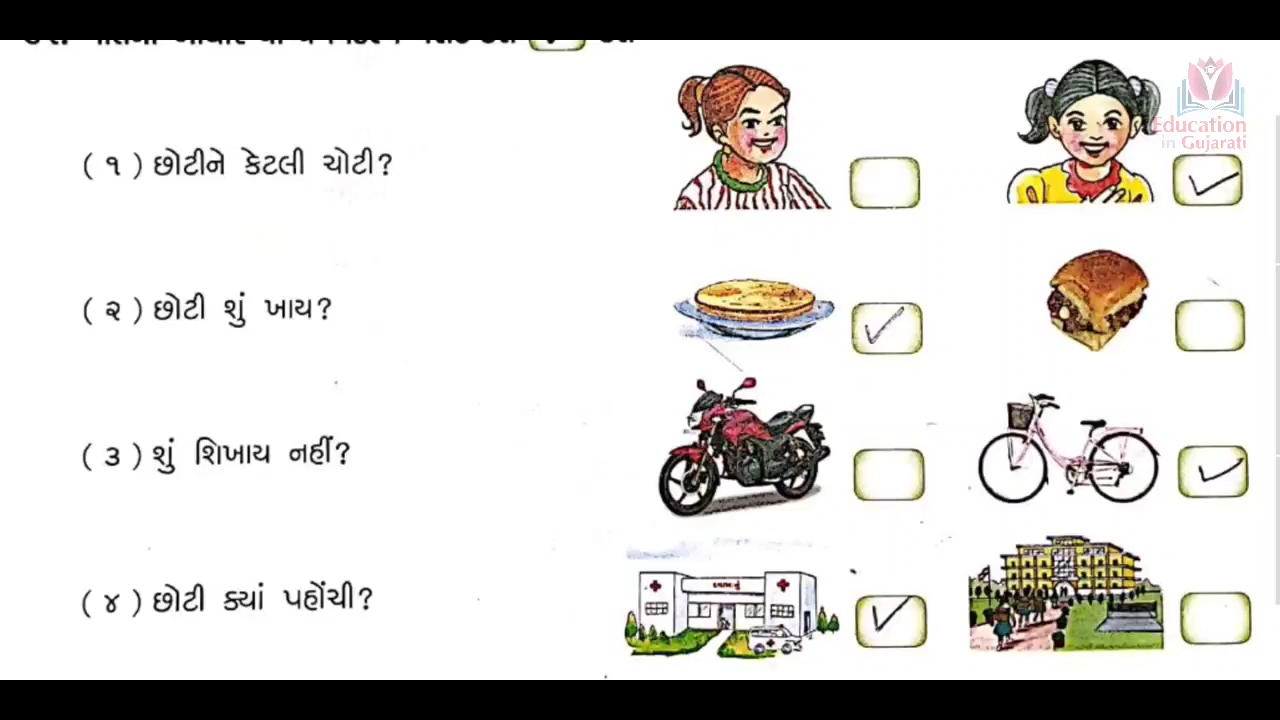 Education
in Gujarati
(૧) છોટીને કેટલી ચોટી?
(૨) છોટી શું ખાય?
(૩) શું શિખાય નહીં?
(૪) છોટી ક્યાં પહોંચી?